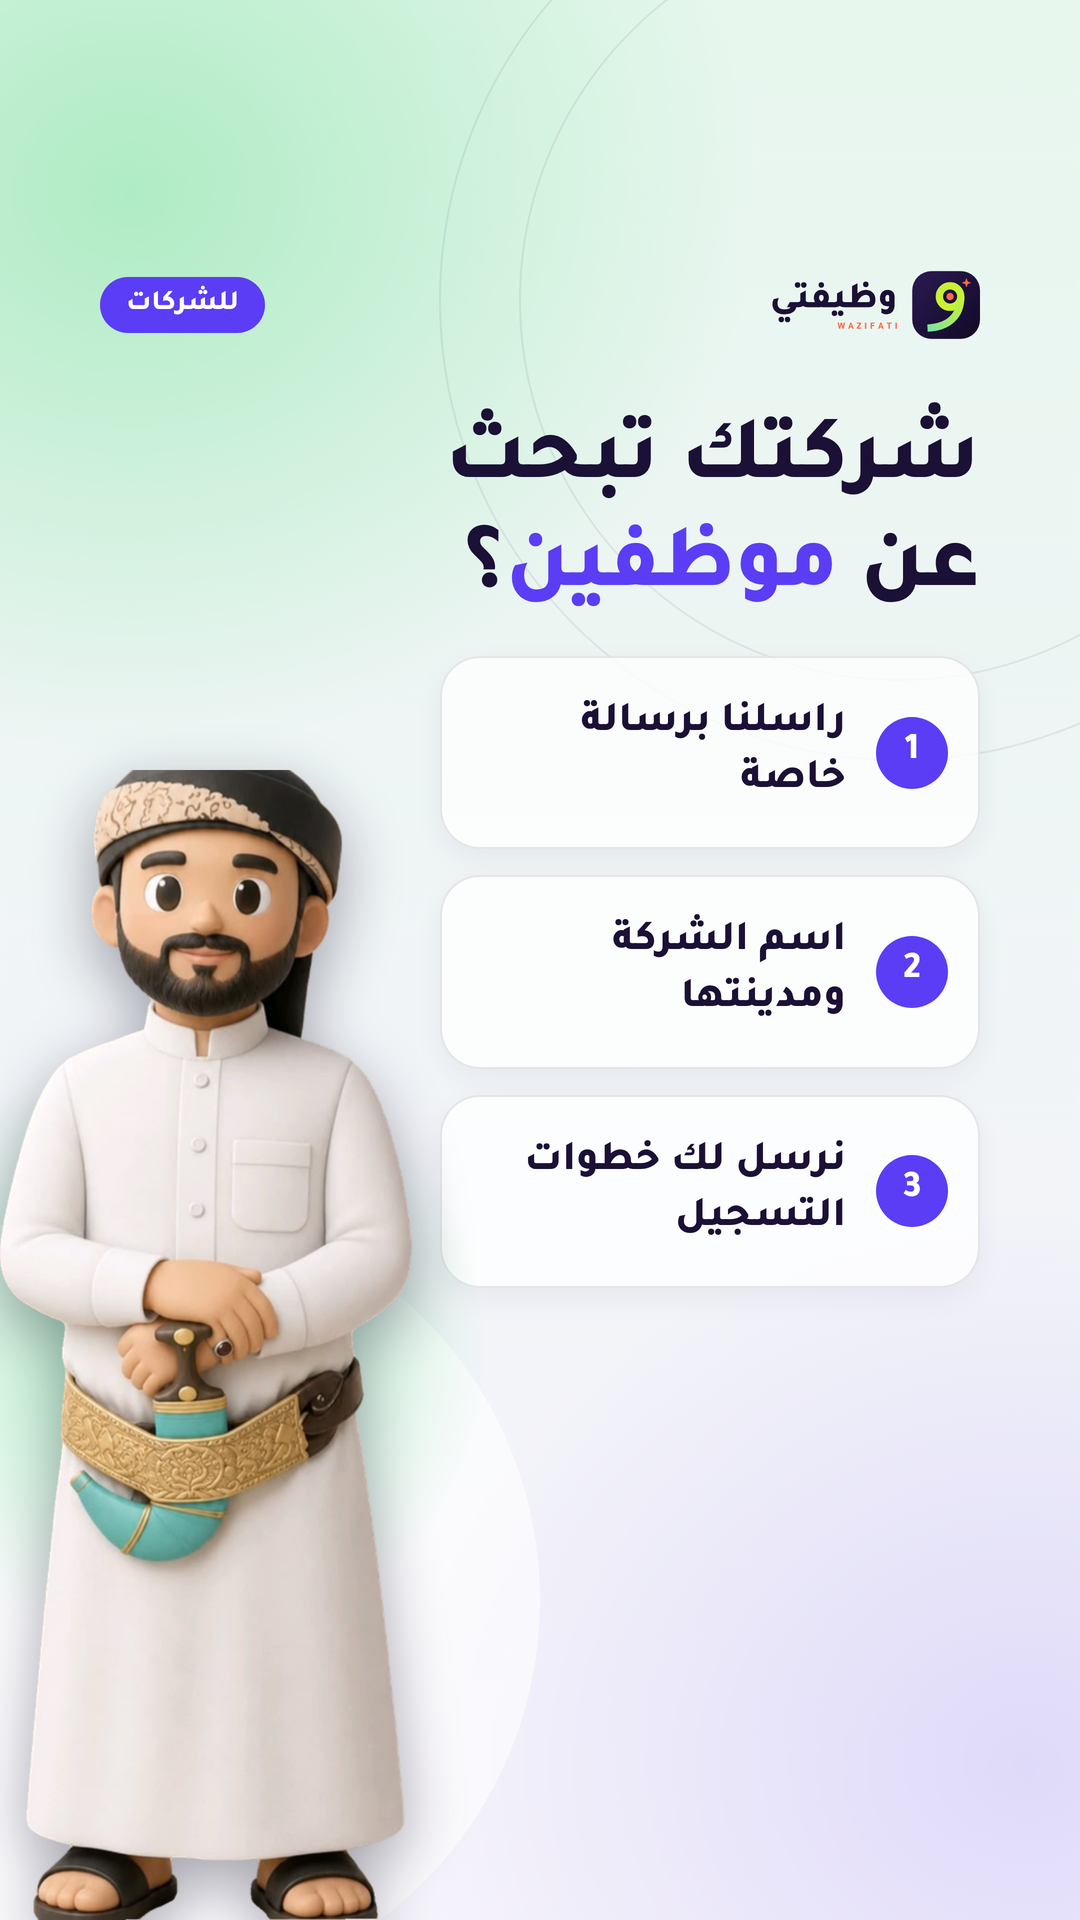 وظيفتي
WAZIFATI
للشركات
شركتك تبحث
عن موظفين؟
1
راسلنا برسالة
خاصة
2
اسم الشركة
ومدينتها
3
نرسل لك خطوات
التسجيل